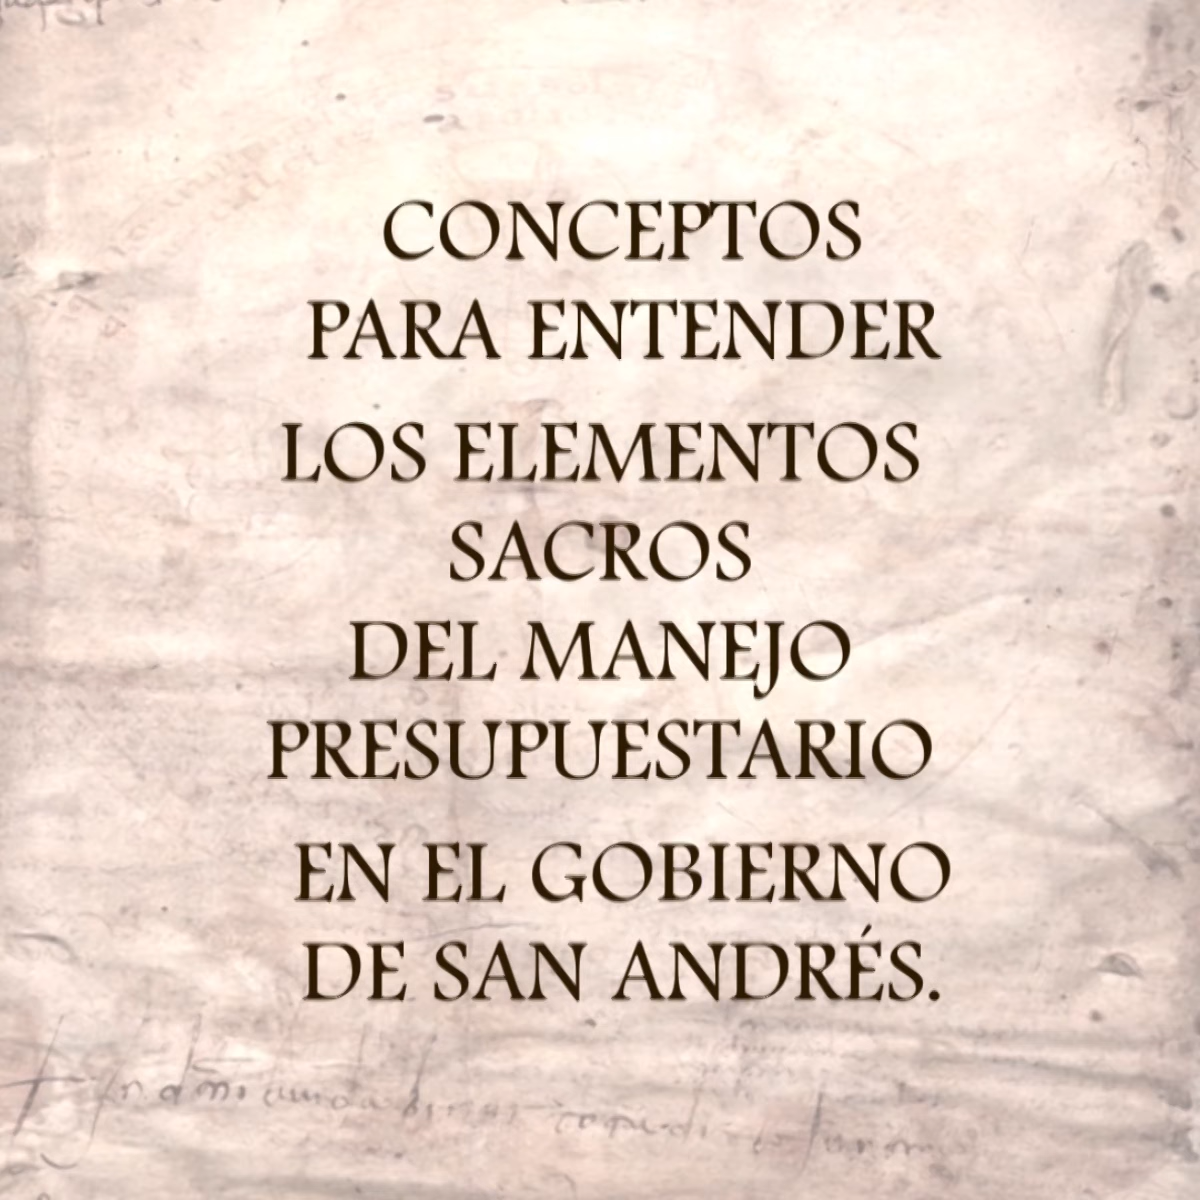 CONCEPTOS
PARA ENTENDER
LOS ELEMENTOS
SACROS
DEL MANEJO
PRESUPUESTARIO
EN EL GOBIERNO
DE SAN ANDRÉS.